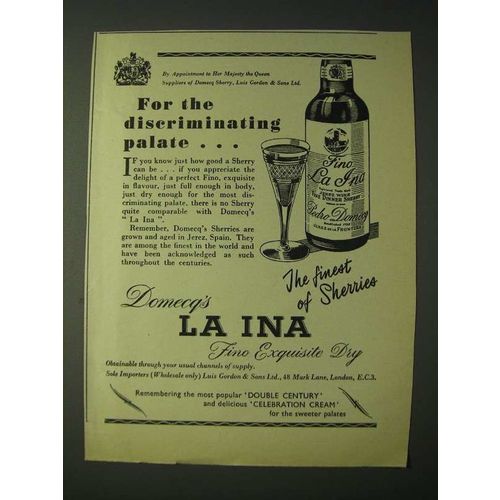 By Appointment to Her Majesty the Queen
Suppliers of Domecq Sherry, Luis Gordon & Sons Ltd.
For the
discriminating
palate . . .
IF you know just how good a Sherry
can be . . . if you appreciate the
delight of a perfect Fino, exquisite
in flavour, just full enough in body,
just dry enough for the most dis-
criminating palate, there is no Sherry
quite comparable with Domecq's
"La Ina".
Remember, Domecq's Sherries are
grown and aged in Jerez, Spain. They
are among the finest in the world and
have been acknowledged as such
throughout the centuries.
Fino
La Ina
Pedro Domecq
JEREZ DE LA FRONTERA
The finest
of Sherries
Domecq's
LA INA
Fino Exquisite Dry
Obtainable through your usual channels of supply.
Sole Importers (Wholesale only) Luis Gordon & Sons Ltd., 48 Mark Lane, London, E.C.3.
Remembering the most popular 'DOUBLE CENTURY'
and delicious 'CELEBRATION CREAM'
for the sweeter palates